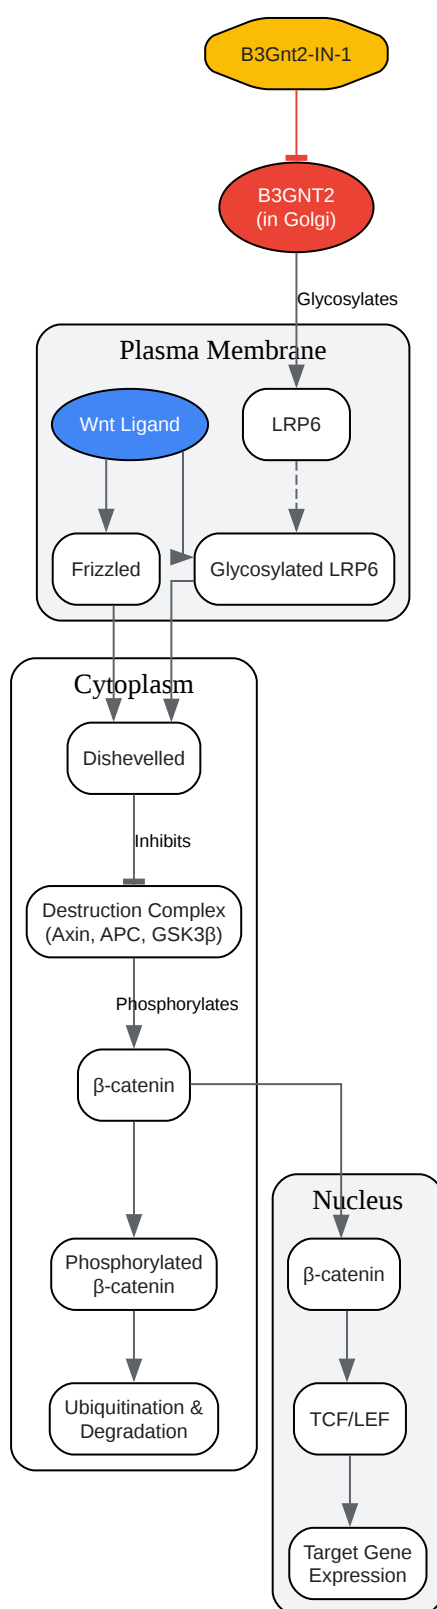 B3Gnt2-IN-1
B3GNT2
(in Golgi)
Glycosylates
Plasma Membrane
Wnt Ligand
LRP6
Frizzled
Glycosylated LRP6
Cytoplasm
Dishevelled
Inhibits
Destruction Complex
(Axin, APC, GSK3β)
Phosphorylates
β-catenin
Nucleus
Phosphorylated
β-catenin
β-catenin
Ubiquitination &
Degradation
TCF/LEF
Target Gene
Expression